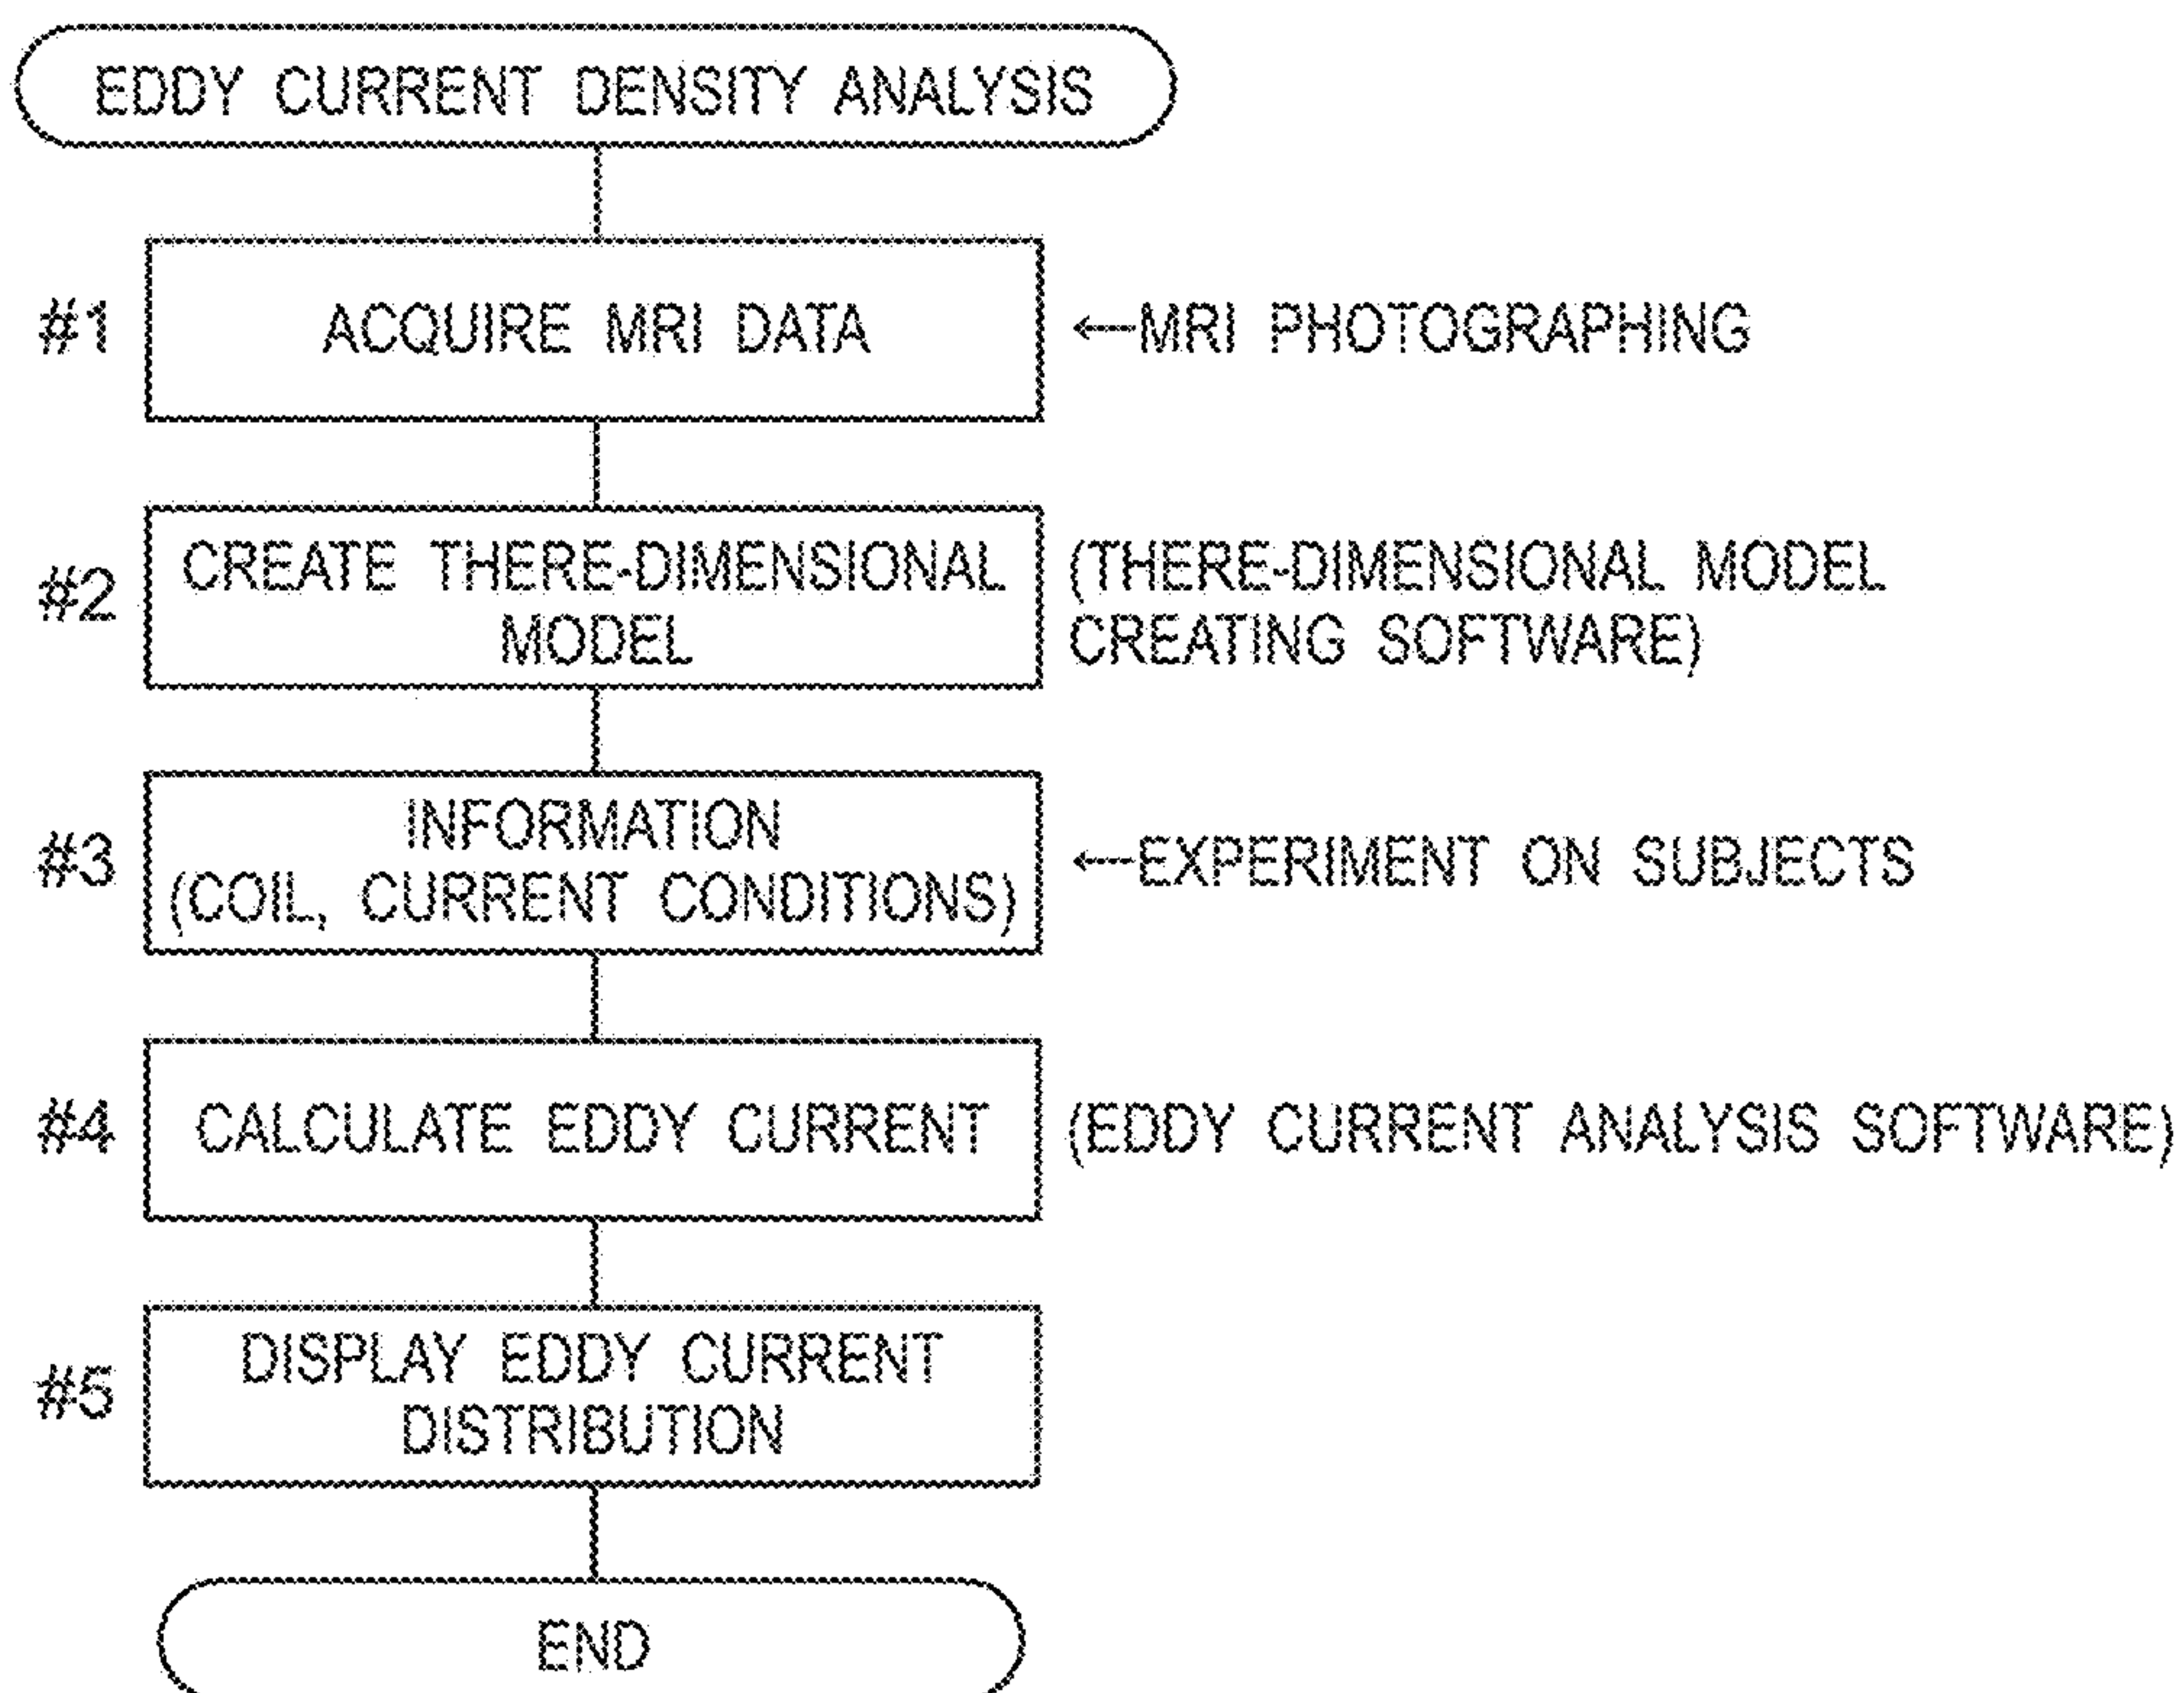 EDDY CURRENT DENSITY ANALYSIS
#1 ACQUIRE MRI DATA ←MRI PHOTOGRAPHING
#2 CREATE THERE-DIMENSIONAL
MODEL
(THERE-DIMENSIONAL MODEL
CREATING SOFTWARE)
#3 INFORMATION
(COIL, CURRENT CONDITIONS)
←EXPERIMENT ON SUBJECTS
#4 CALCULATE EDDY CURRENT (EDDY CURRENT ANALYSIS SOFTWARE)
#5 DISPLAY EDDY CURRENT
DISTRIBUTION
END